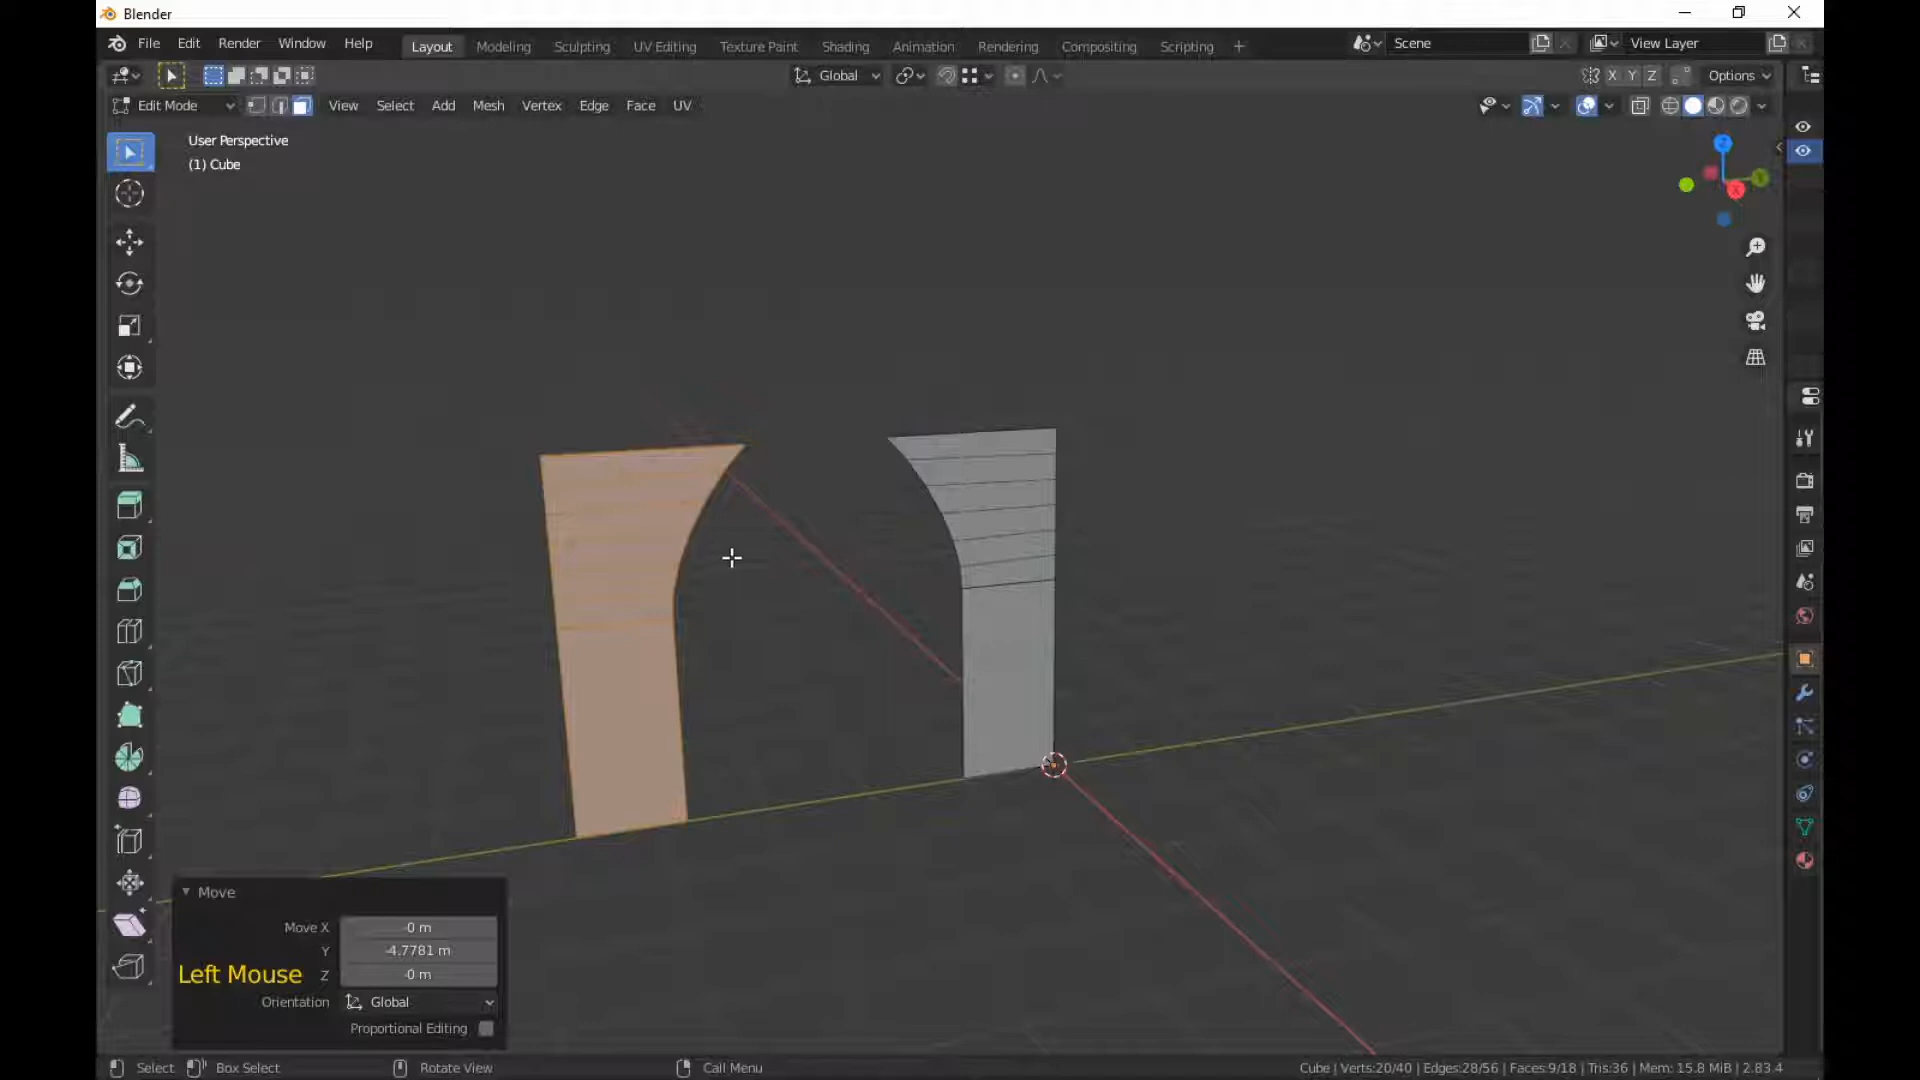 Blender
File Edit Render Window Help Layout Modeling Sculpting UV Editing Texture Paint Shading Animation Rendering Compositing Scripting + Scene View Layer
Global X Y Z Options
Edit Mode View Select Add Mesh Vertex Edge Face UV
User Perspective
(1) Cube
Z
Move
Move X -0 m
Y -4.7781 m
Z -0 m
Left Mouse
Orientation Global
Proportional Editing
Select Box Select Rotate View Call Menu Cube | Verts:20/40 | Edges:28/56 | Faces:9/18 | Tris:36 | Mem: 15.8 MiB | 2.83.4